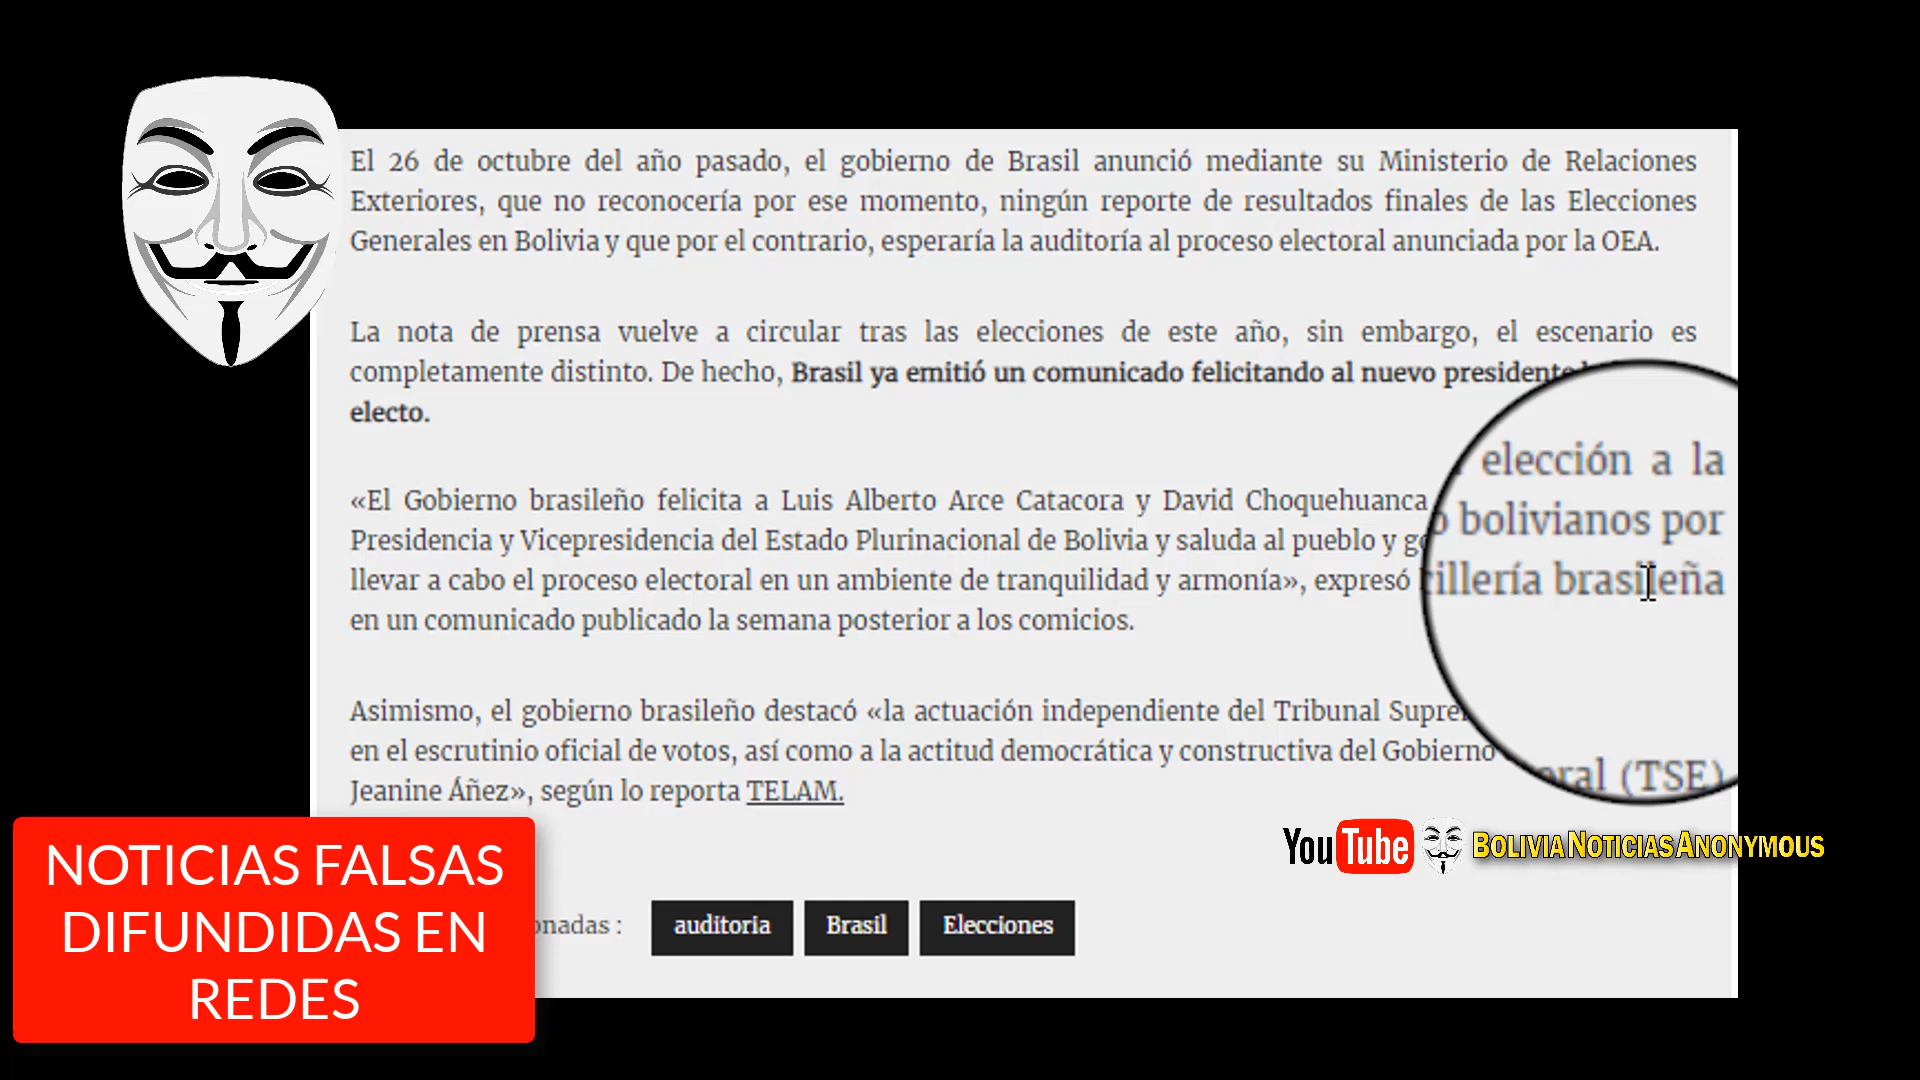 El 26 de octubre del año pasado, el gobierno de Brasil anunció mediante su Ministerio de Relaciones
Exteriores, que no reconocería por ese momento, ningún reporte de resultados finales de las Elecciones
Generales en Bolivia y que por el contrario, esperaría la auditoría al proceso electoral anunciada por la OEA.
La nota de prensa vuelve a circular tras las elecciones de este año, sin embargo, el escenario es
completamente distinto. De hecho, Brasil ya emitió un comunicado felicitando al nuevo presidente
electo.
«El Gobierno brasileño felicita a Luis Alberto Arce Catacora y David Choquehuanca elección a la
Presidencia y Vicepresidencia del Estado Plurinacional de Bolivia y saluda al pueblo y bolivianos por
llevar a cabo el proceso electoral en un ambiente de tranquilidad y armonía», expresó illería brasileña
en un comunicado publicado la semana posterior a los comicios.
Asimismo, el gobierno brasileño destacó «la actuación independiente del Tribunal Supre oral (TSE)
en el escrutinio oficial de votos, así como a la actitud democrática y constructiva del Gobierno
Jeanine Áñez», según lo reporta TELAM.
onadas :
auditoria
Brasil
Elecciones
NOTICIAS FALSAS
DIFUNDIDAS EN
REDES
YouTube
BOLIVIA NOTICIAS ANONYMOUS